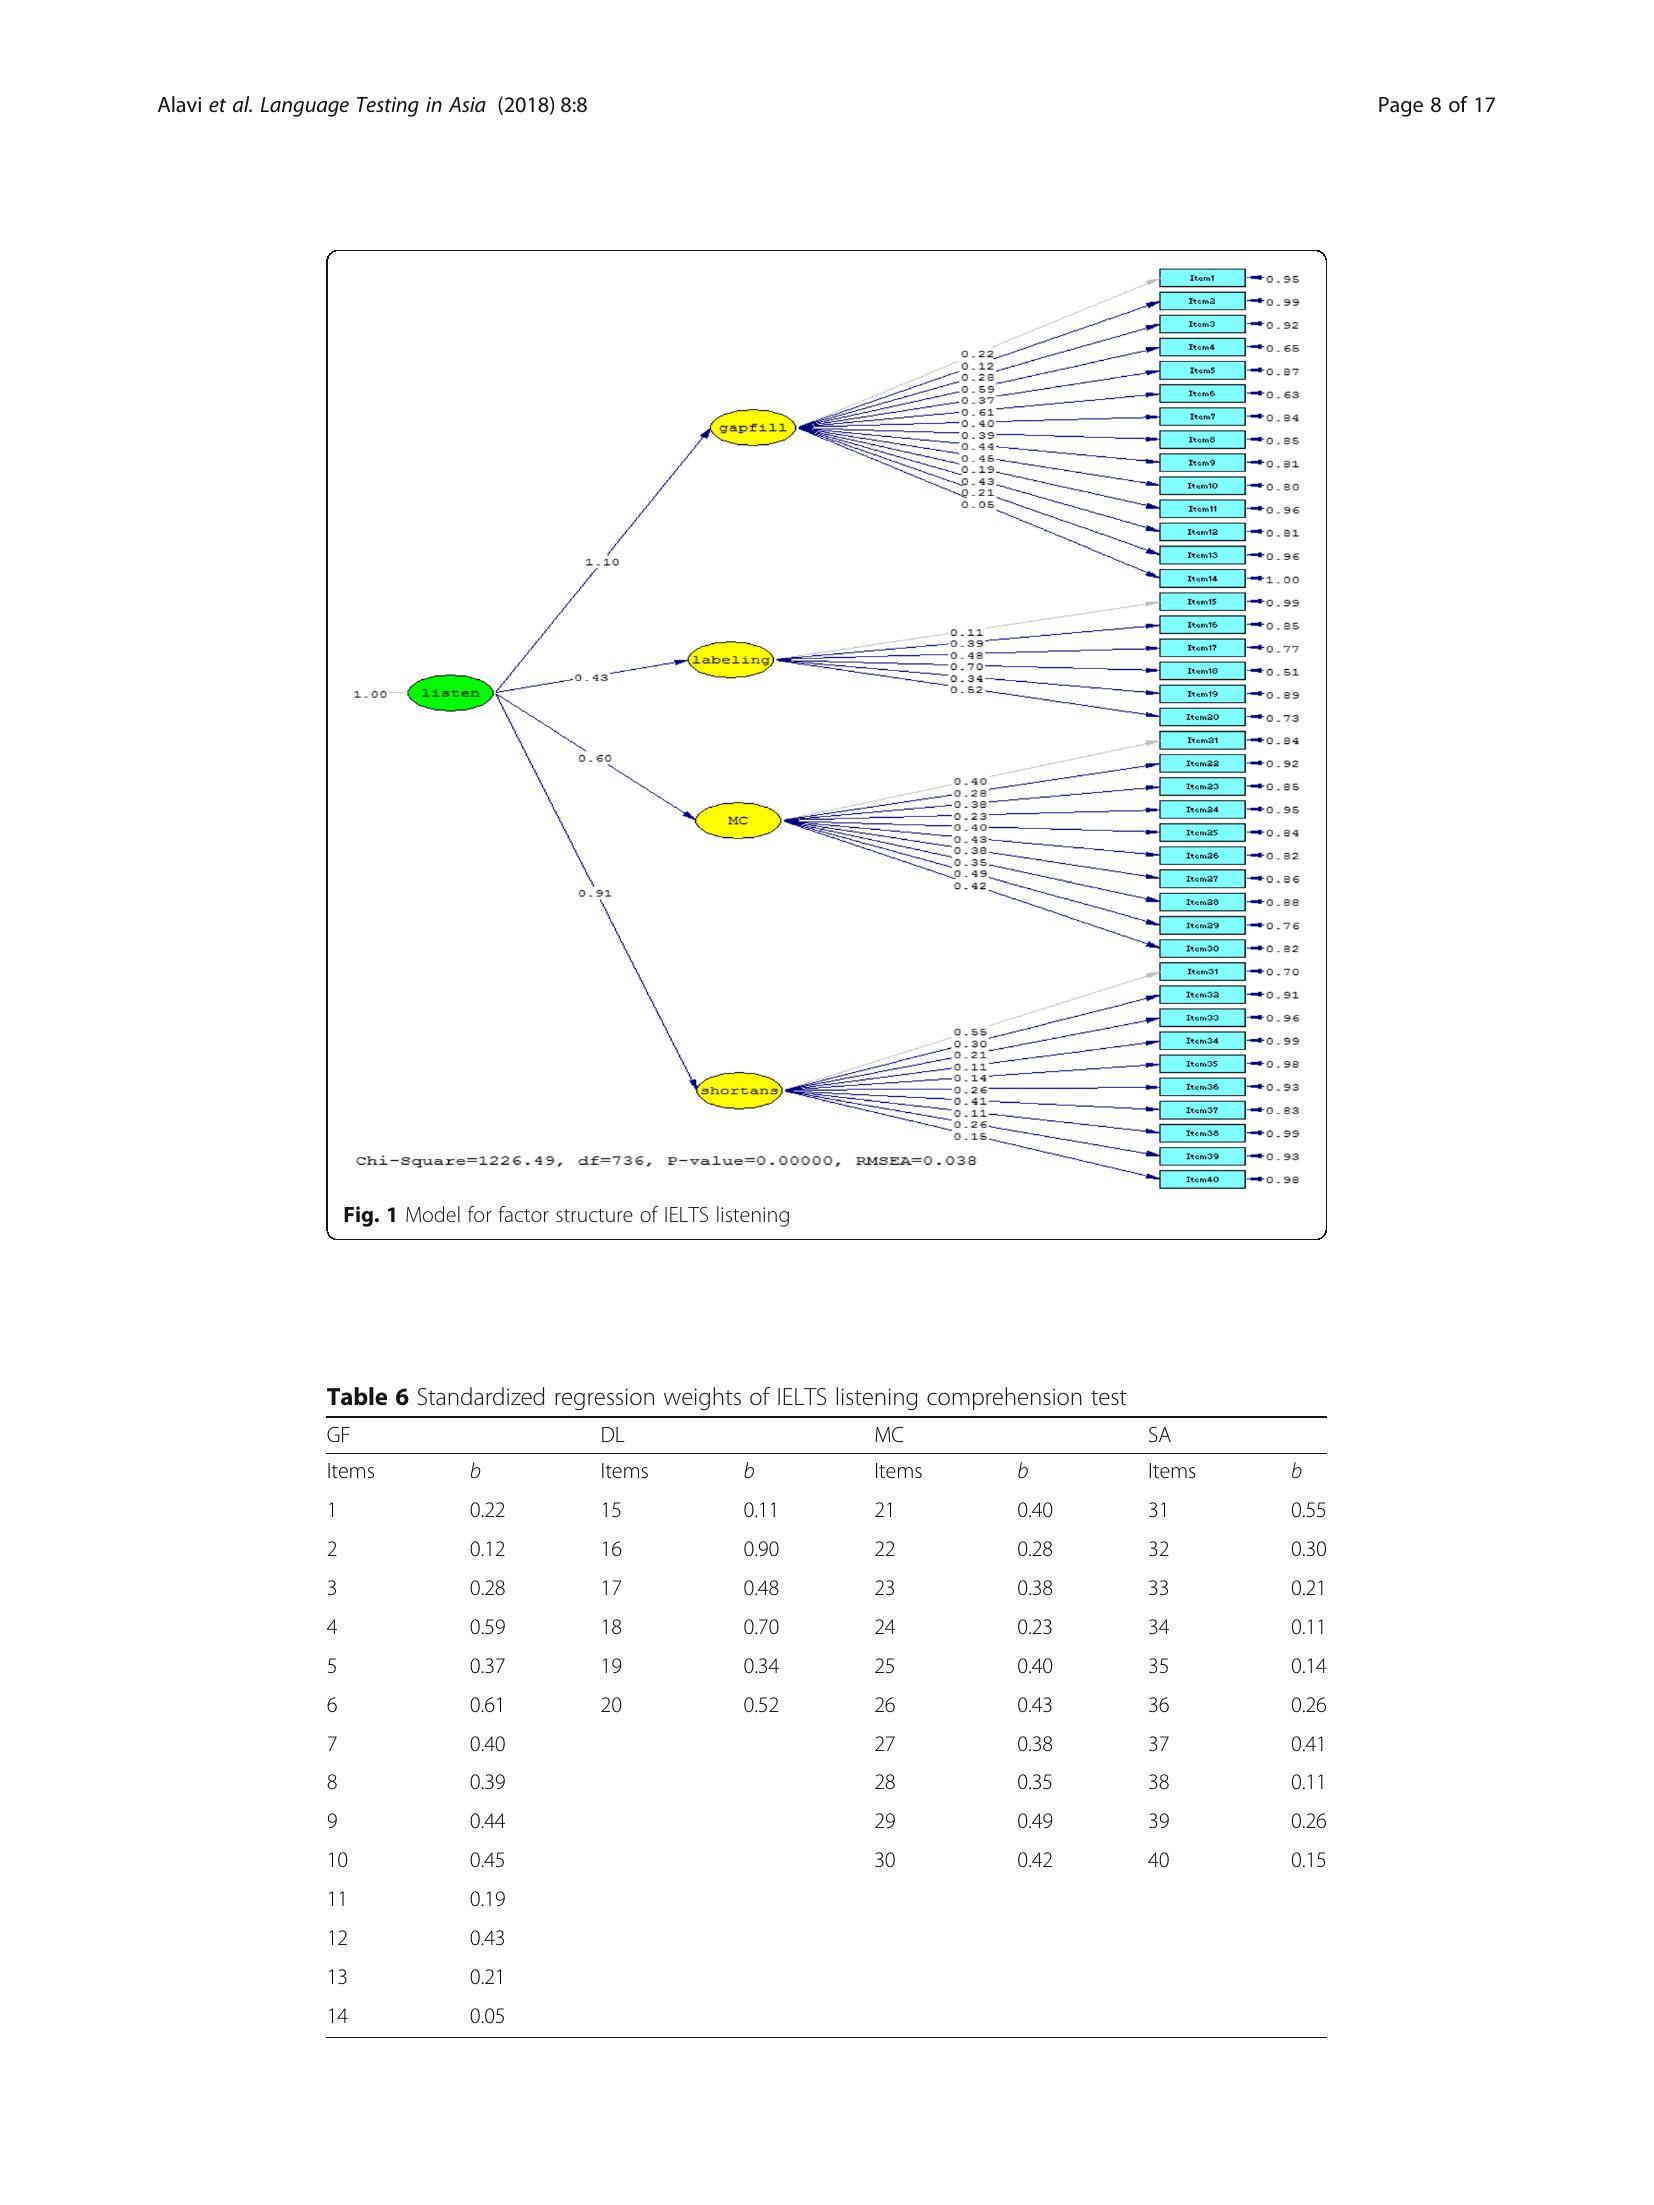 Alavi et al. Language Testing in Asia (2018) 8:8
Page 8 of 17
Item1 0.95
Item2 0.99
Item3 0.92
Item4 0.65
Item5 0.87
Item6 0.63
Item7 0.84
Item8 0.85
Item9 0.81
Item10 0.80
Item11 0.96
Item12 0.81
Item13 0.96
Item14 1.00
Item15 0.99
Item16 0.85
Item17 0.77
Item18 0.51
Item19 0.89
Item20 0.73
Item21 0.84
Item22 0.92
Item23 0.85
Item24 0.95
Item25 0.84
Item26 0.82
Item27 0.86
Item28 0.88
Item29 0.76
Item30 0.82
Item31 0.70
Item32 0.91
Item33 0.96
Item34 0.99
Item35 0.98
Item36 0.93
Item37 0.83
Item38 0.99
Item39 0.93
Item40 0.98
0.22
0.12
0.28
0.59
0.37
0.61
0.40
0.39
0.44
0.45
0.19
0.43
0.21
0.05
gapfill
1.10
0.11
0.39
0.48
0.70
0.34
0.52
labeling
0.43
1.00
listen
0.60
0.40
0.28
0.38
0.23
0.40
0.43
0.38
0.35
0.49
0.42
MC
0.91
0.55
0.30
0.21
0.11
0.14
0.26
0.41
0.11
0.26
0.15
shortans
Chi-Square=1226.49, df=736, P-value=0.00000, RMSEA=0.038
Fig. 1 Model for factor structure of IELTS listening
Table 6 Standardized regression weights of IELTS listening comprehension test
GF DL MC SA
Items b Items b Items b Items b
1 0.22 15 0.11 21 0.40 31 0.55
2 0.12 16 0.90 22 0.28 32 0.30
3 0.28 17 0.48 23 0.38 33 0.21
4 0.59 18 0.70 24 0.23 34 0.11
5 0.37 19 0.34 25 0.40 35 0.14
6 0.61 20 0.52 26 0.43 36 0.26
7 0.40 27 0.38 37 0.41
8 0.39 28 0.35 38 0.11
9 0.44 29 0.49 39 0.26
10 0.45 30 0.42 40 0.15
11 0.19
12 0.43
13 0.21
14 0.05